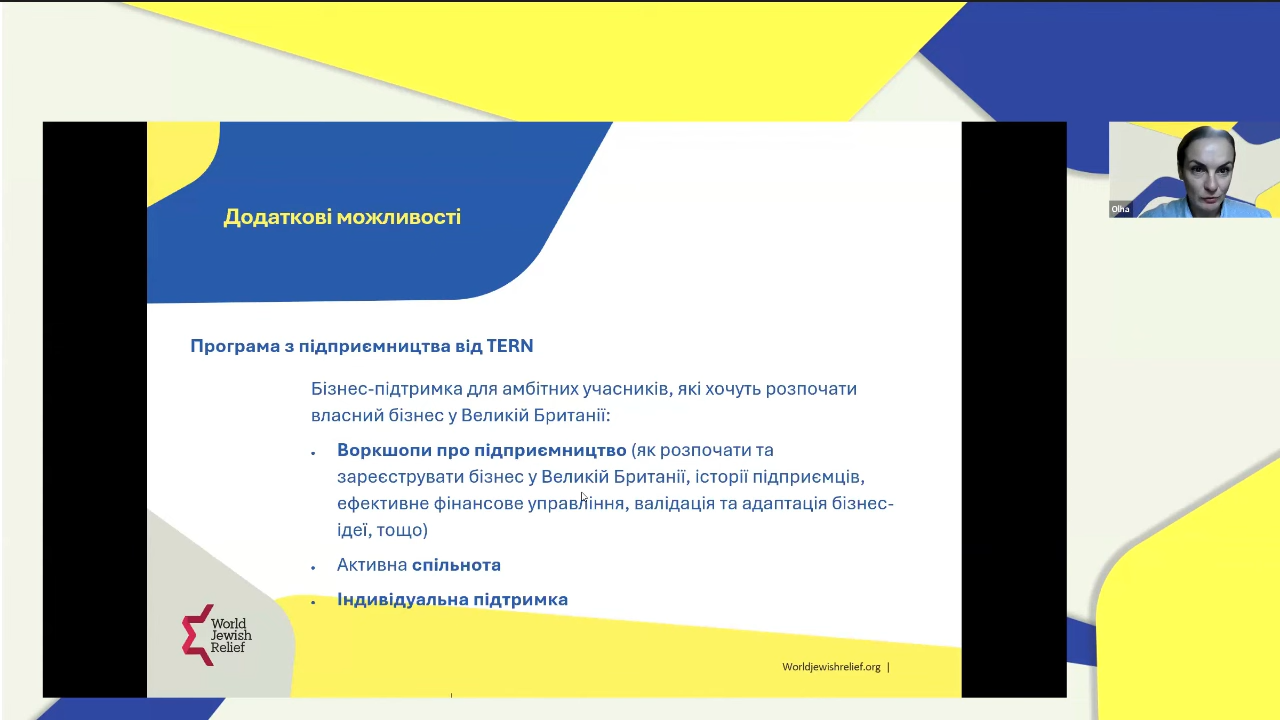 Додаткові можливості
Olha
Програма з підприємництва від TERN
Бізнес-підтримка для амбітних учасників, які хочуть розпочати
власний бізнес у Великій Британії:
• Воркшопи про підприємництво (як розпочати та
зареєструвати бізнес у Великій Британії, історії підприємців,
ефективне фінансове управління, валідація та адаптація бізнес-
ідеї, тощо)
• Активна спільнота
• Індивідуальна підтримка
World
Jewish
Relief
Worldjewishrelief.org |